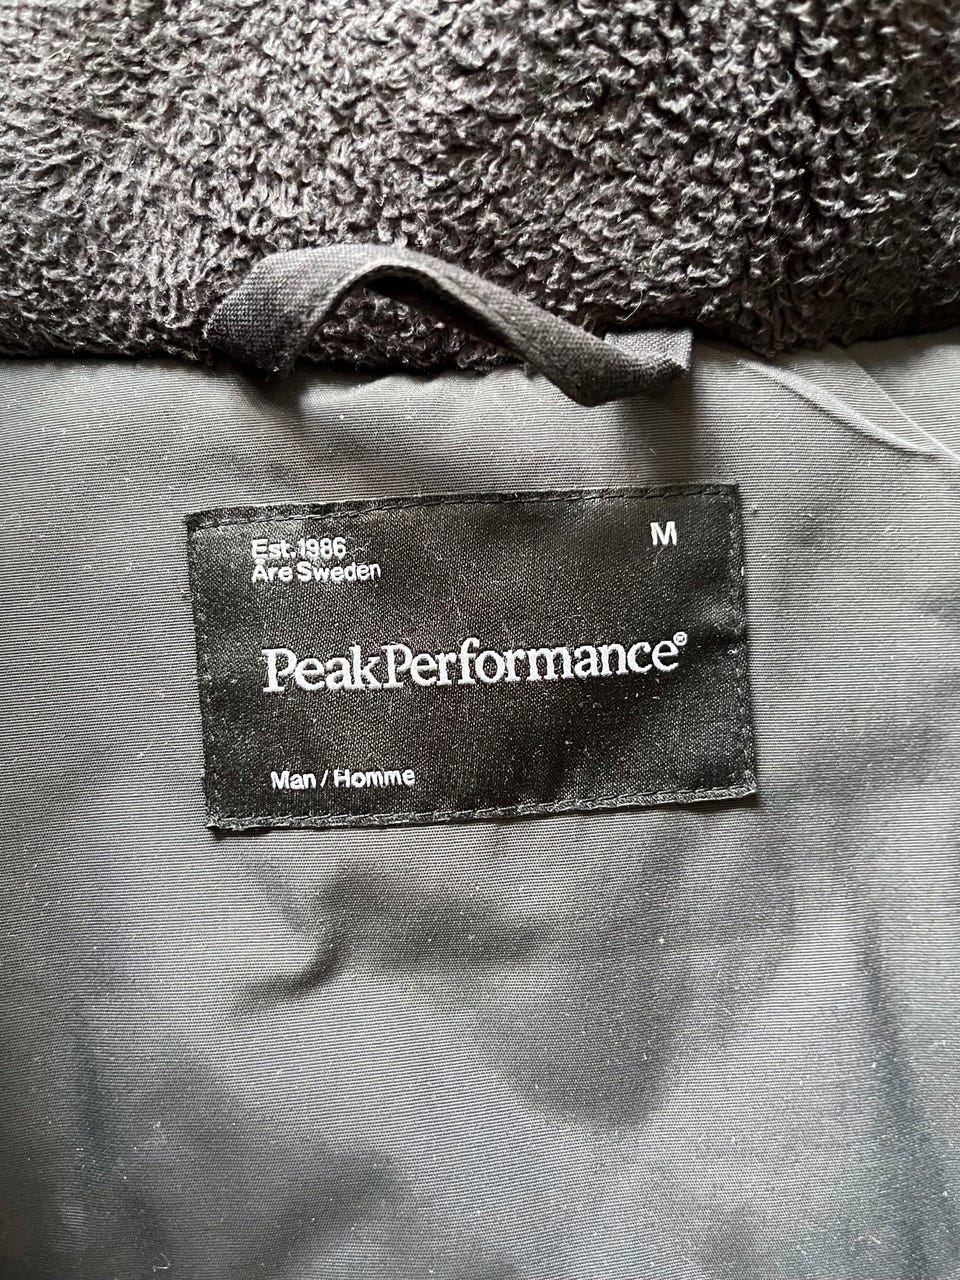 Est.1986
Åre Sweden
M
PeakPerformance®
Man / Homme